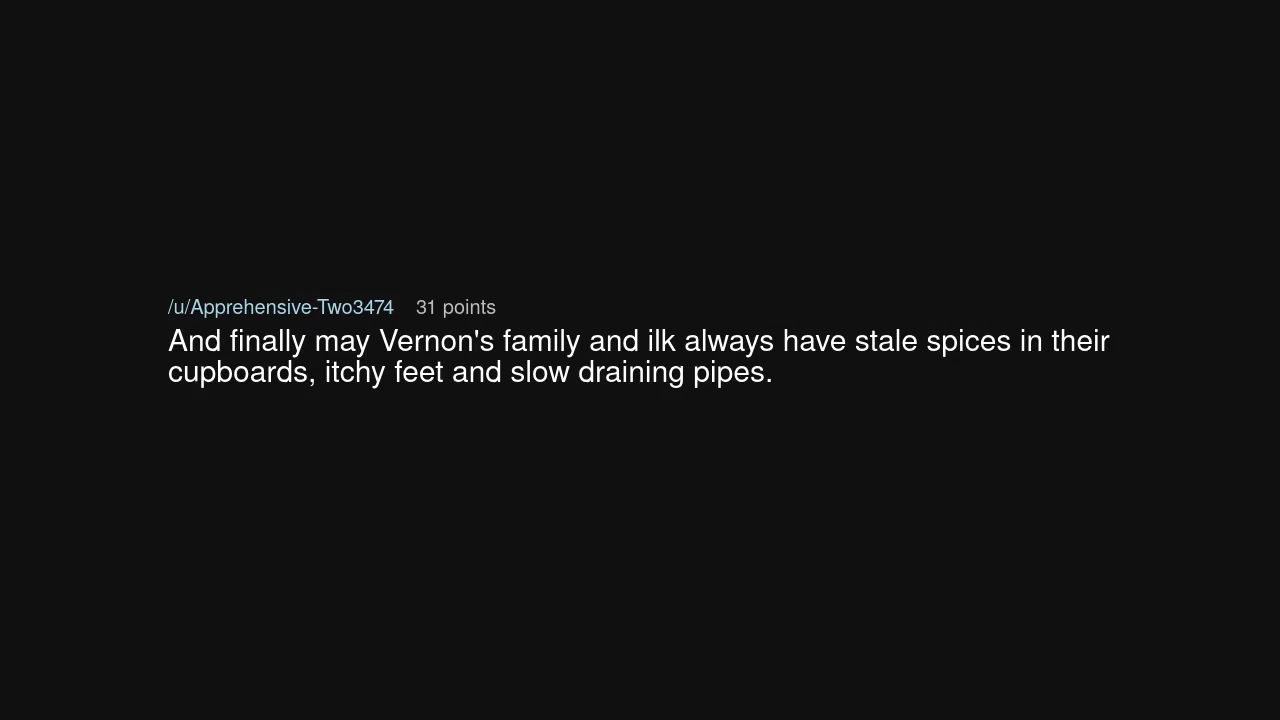 /u/Apprehensive-Two3474 31 points
And finally may Vernon's family and ilk always have stale spices in their
cupboards, itchy feet and slow draining pipes.